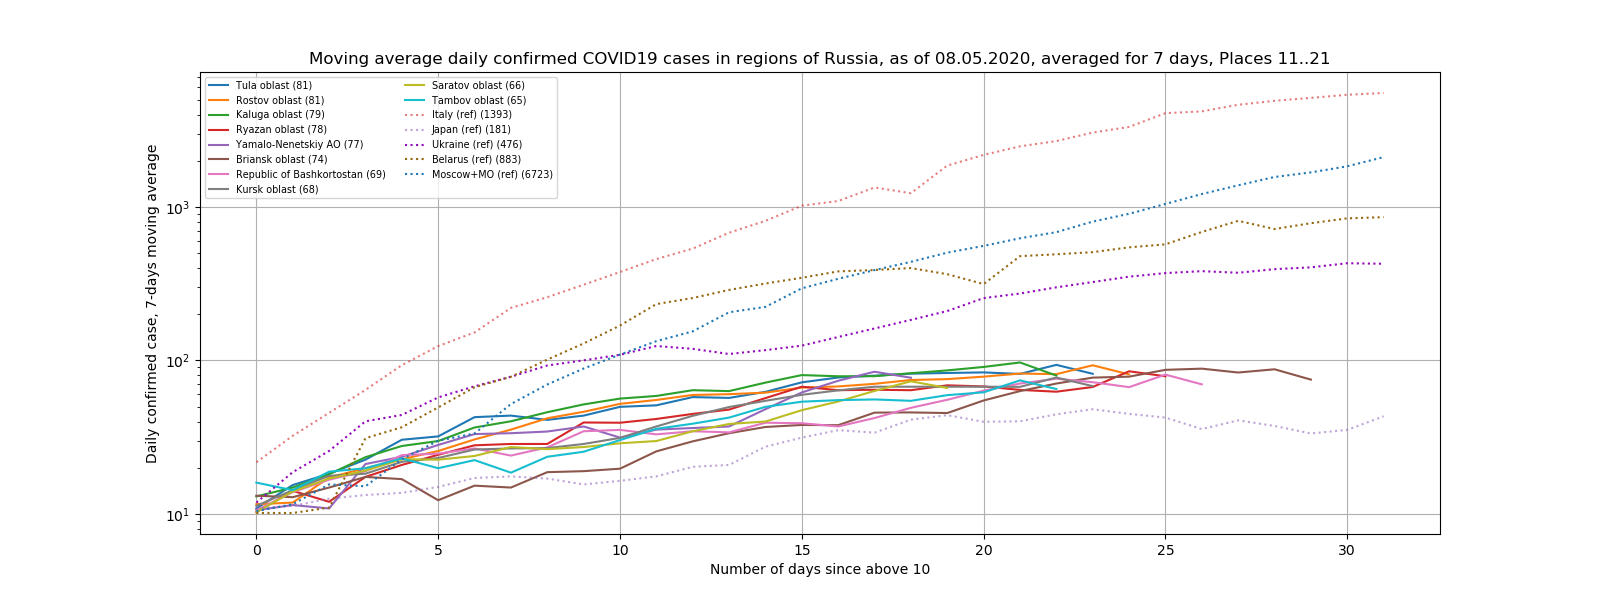 Moving average daily confirmed COVID19 cases in regions of Russia, as of 08.05.2020, averaged for 7 days, Places 11..21
Tula oblast (81)
Rostov oblast (81)
Kaluga oblast (79)
Ryazan oblast (78)
Yamalo-Nenetskiy AO (77)
Briansk oblast (74)
Republic of Bashkortostan (69)
Kursk oblast (68)
Saratov oblast (66)
Tambov oblast (65)
Italy (ref) (1393)
Japan (ref) (181)
Ukraine (ref) (476)
Belarus (ref) (883)
Moscow+MO (ref) (6723)
Daily confirmed case, 7-days moving average
10³
10²
10¹
0 5 10 15 20 25 30
Number of days since above 10